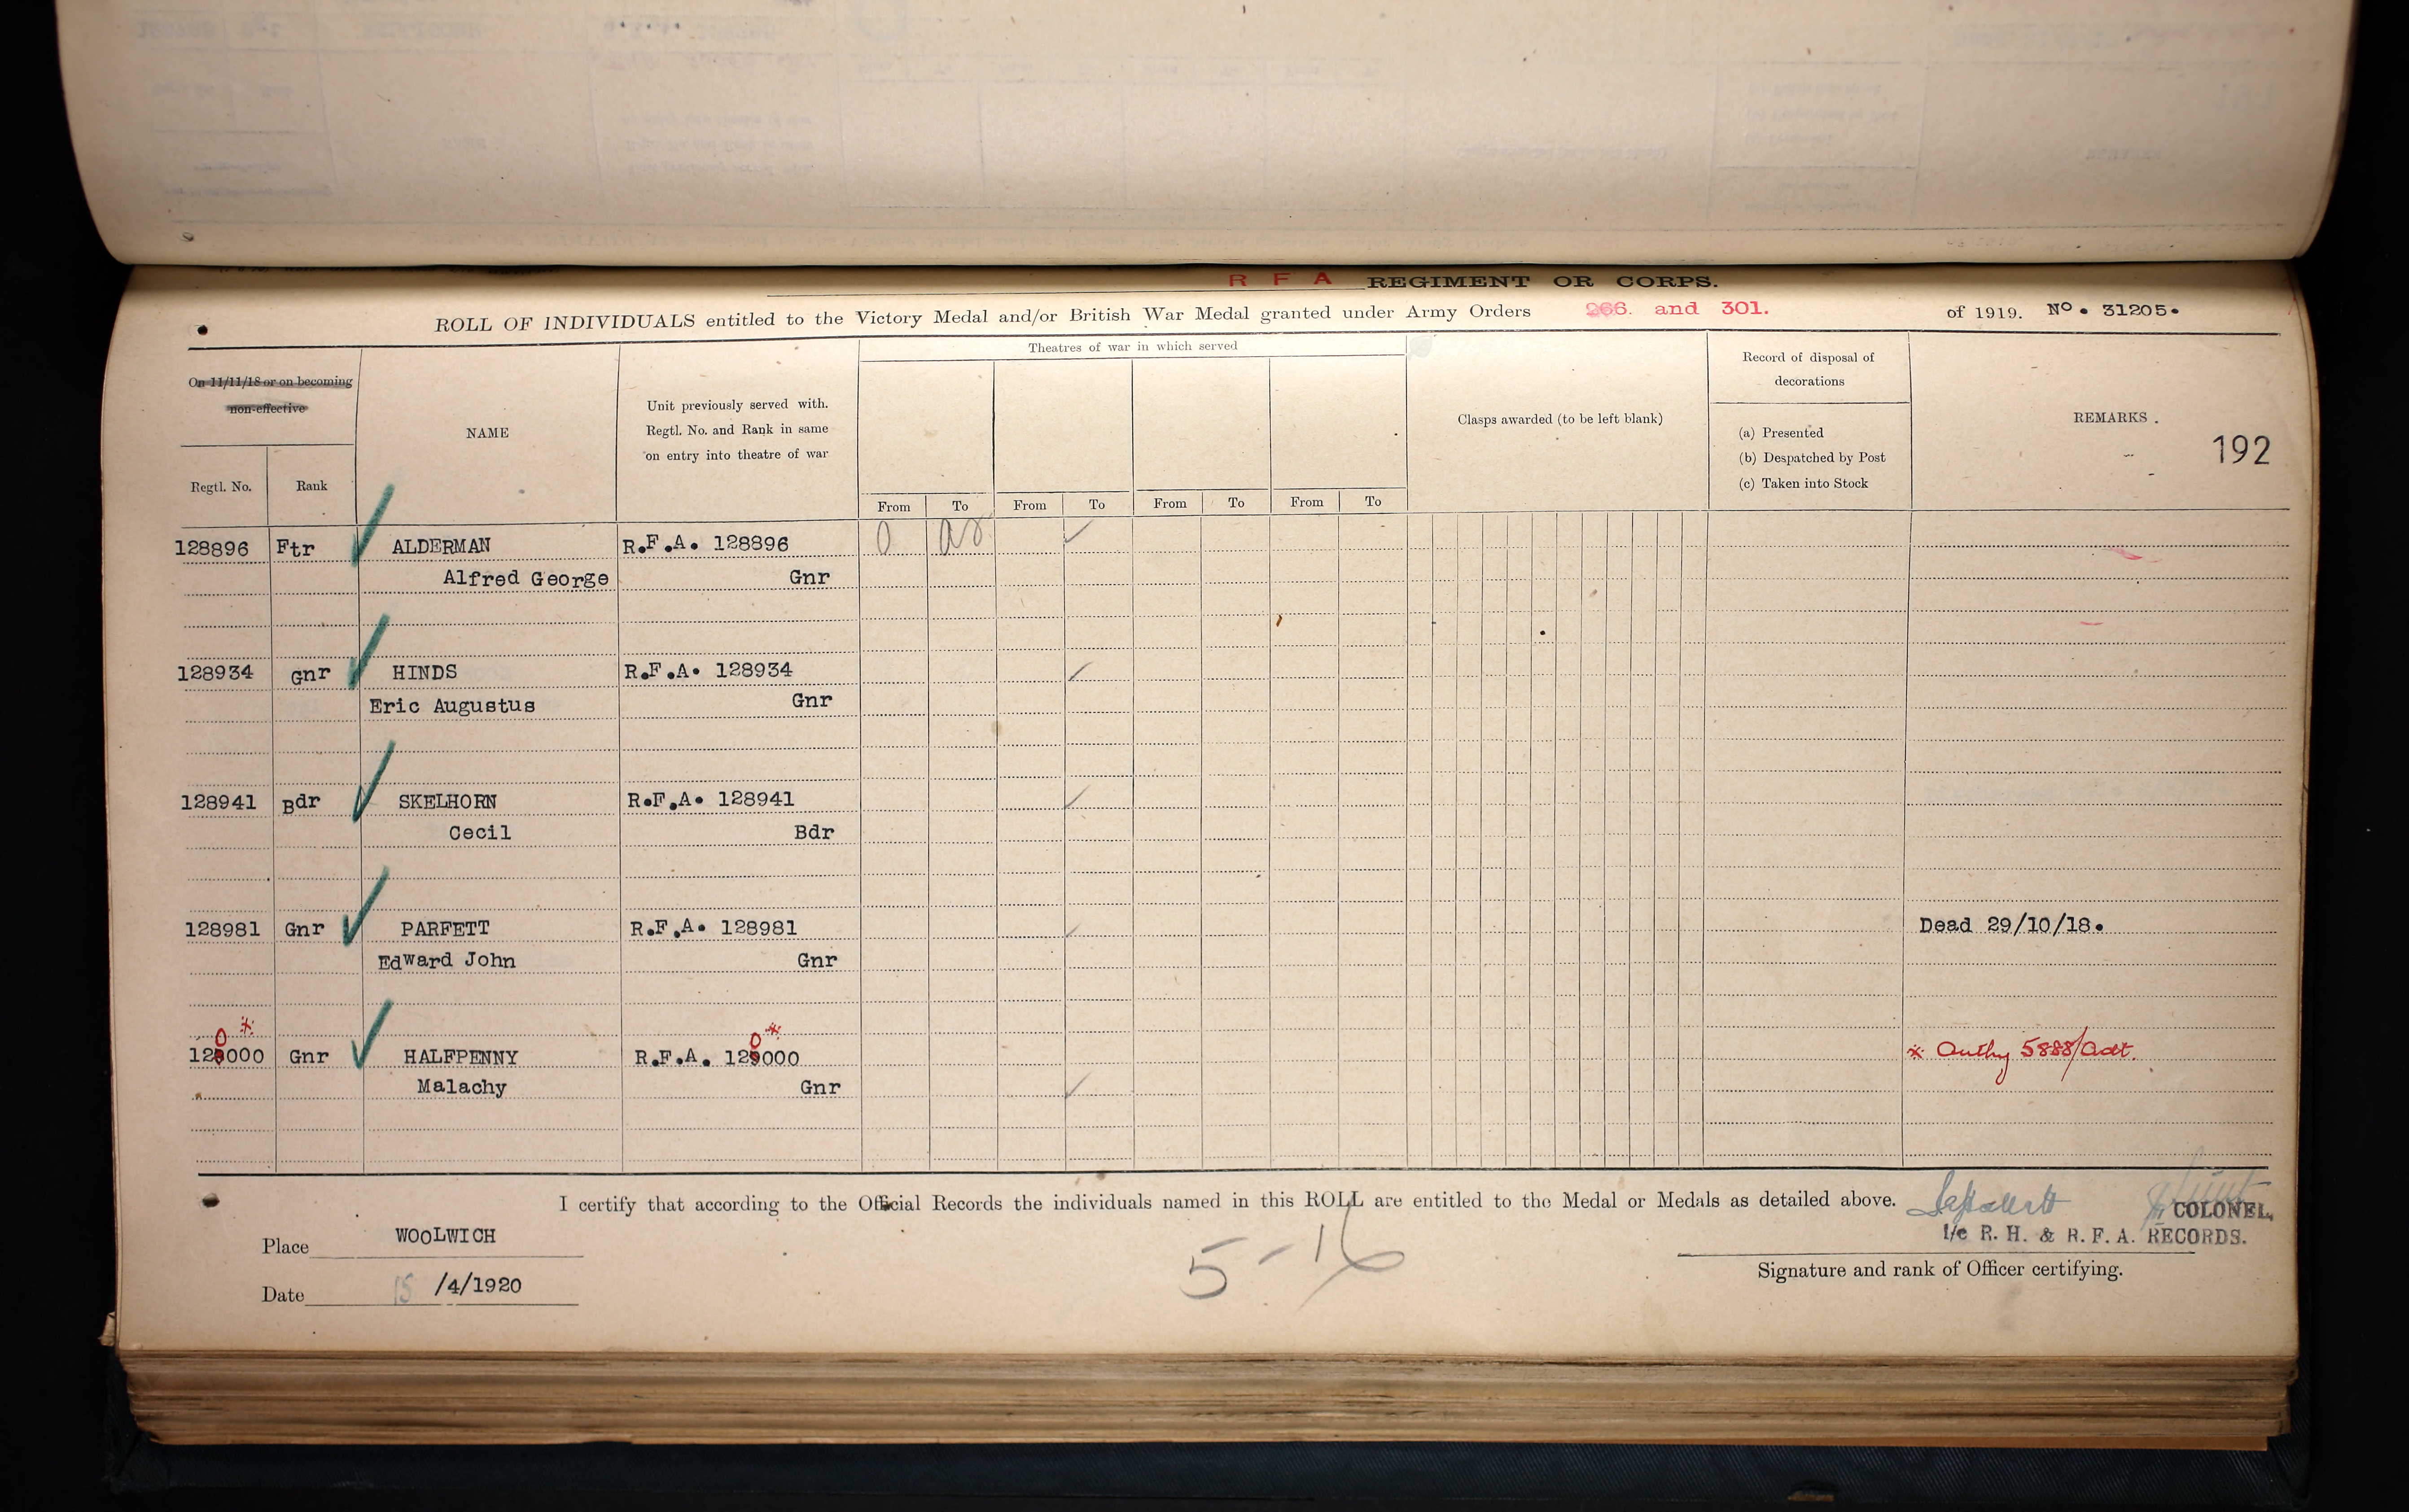 R F A REGIMENT OR CORPS.
ROLL OF INDIVIDUALS entitled to the Victory Medal and/or British War Medal granted under Army Orders 266. and 301. of 1919. No. 31205.
On 11/11/18 or on becoming
non-effective
Regtl. No. Rank
NAME
Unit previously served with.
Regtl. No. and Rank in same
on entry into theatre of war
Theatres of war in which served
From To From To From To From To
Clasps awarded (to be left blank)
Record of disposal of
decorations
(a) Presented
(b) Despatched by Post
(c) Taken into Stock
REMARKS.
192
128896 Ftr ALDERMAN R.F.A. 128896
Alfred George Gnr
128934 Gnr HINDS R.F.A. 128934
Eric Augustus Gnr
128941 Bdr SKELHORN R.F.A. 128941
Cecil Bdr
128981 Gnr PARFETT R.F.A. 128981 Dead 29/10/18.
Edward John Gnr
0 * 0 *
129000 Gnr HALFPENNY R.F.A. 129000 * Authy 5888/Adt.
Malachy Gnr
I certify that according to the Official Records the individuals named in this ROLL are entitled to the Medal or Medals as detailed above.
COLONEL,
I/c R. H. & R. F. A. RECORDS.
Signature and rank of Officer certifying.
Place WOOLWICH
Date 15 /4/1920
5-16